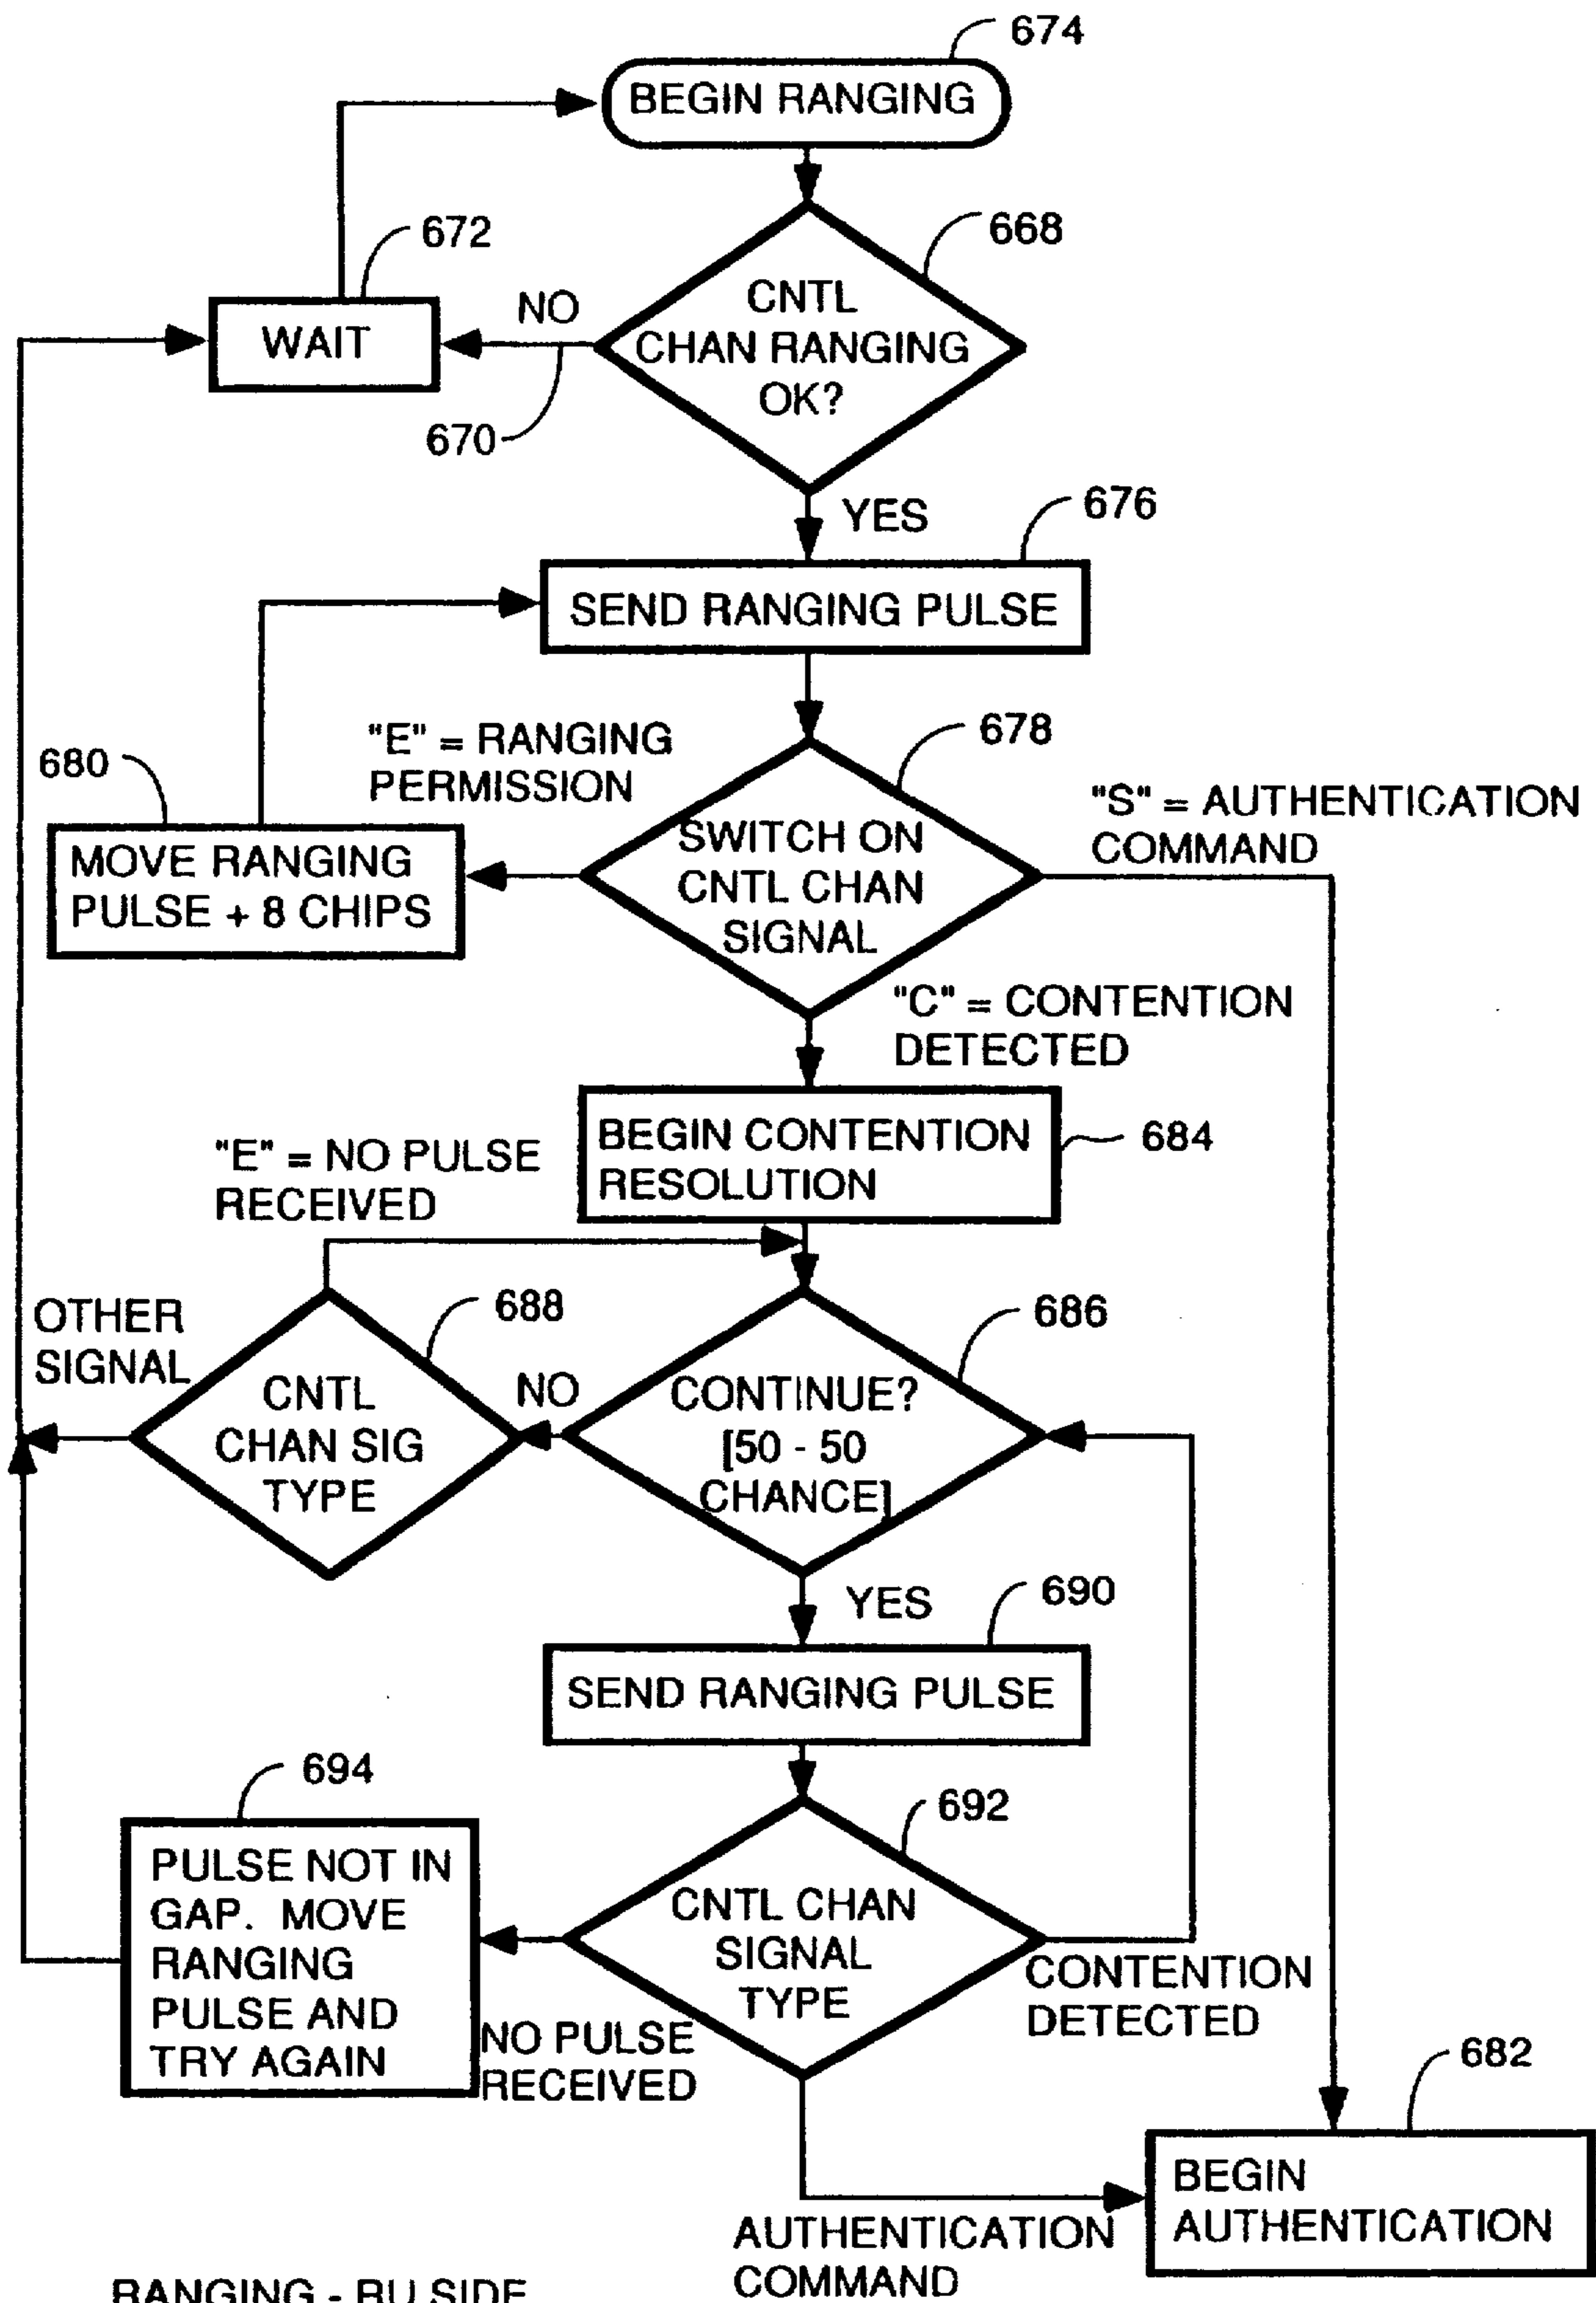 674
BEGIN RANGING
668
672
NO
CNTL
CHAN RANGING
OK?
WAIT
670
YES
676
SEND RANGING PULSE
"E" = RANGING
PERMISSION
678
680
"S" = AUTHENTICATION
COMMAND
SWITCH ON
CNTL CHAN
SIGNAL
MOVE RANGING
PULSE + 8 CHIPS
"C" = CONTENTION
DETECTED
BEGIN CONTENTION
RESOLUTION
684
"E" = NO PULSE
RECEIVED
OTHER
SIGNAL
688
686
CNTL
CHAN SIG
TYPE
NO
CONTINUE?
[50 - 50
CHANCE]
YES
690
SEND RANGING PULSE
694
692
PULSE NOT IN
GAP. MOVE
RANGING
PULSE AND
TRY AGAIN
CNTL CHAN
SIGNAL
TYPE
CONTENTION
DETECTED
NO PULSE
RECEIVED
682
BEGIN
AUTHENTICATION
AUTHENTICATION
COMMAND
RANGING - RU SIDE